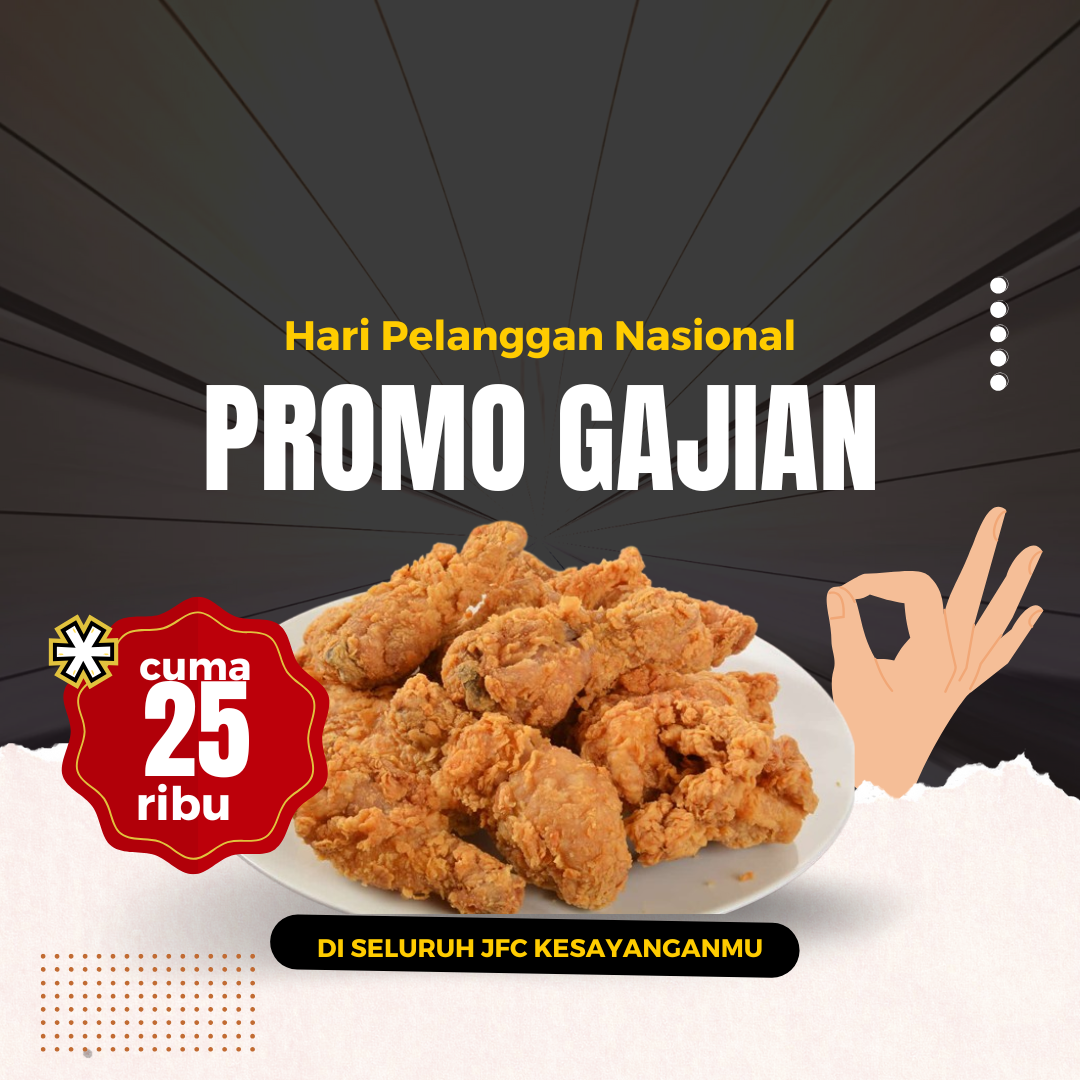 Hari Pelanggan Nasional
PROMO GAJIAN
cuma
25
ribu
DI SELURUH JFC KESAYANGANMU